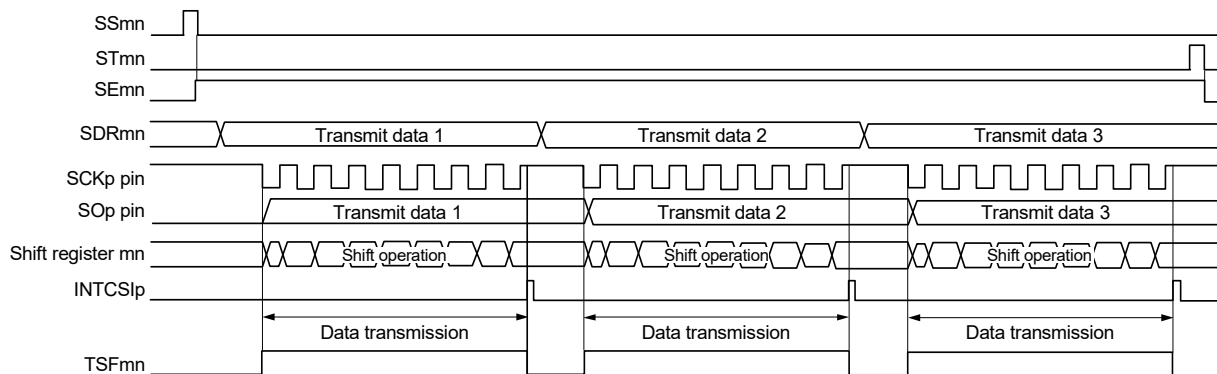 SSmn
STmn
SEmn
SDRmn Transmit data 1 Transmit data 2 Transmit data 3
SCKp pin
SOp pin Transmit data 1 Transmit data 2 Transmit data 3
Shift register mn Shift operation Shift operation Shift operation
INTCSIp
Data transmission Data transmission Data transmission
TSFmn